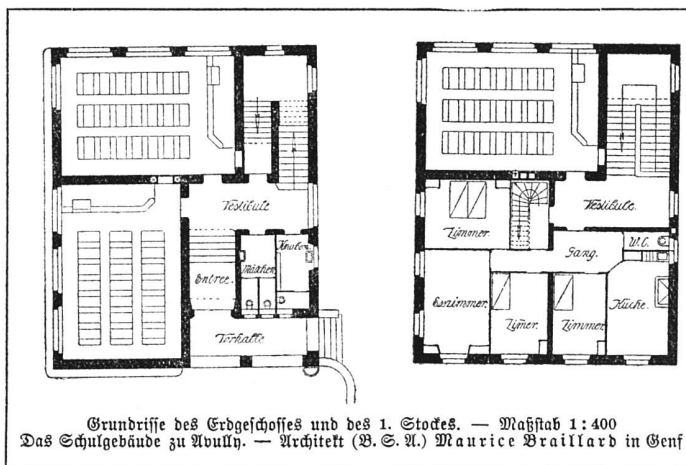 Vestibule
Knaben
Mädchen
Entree
Vorhalle
Zimmer
Vestibule.
Gang.
W.C.
Esszimmer.
Zimer.
Zimmer
Küche.
Grundrisse des Erdgeschosses und des 1. Stockes. — Maßstab 1:400
Das Schulgebäude zu Avully. — Architekt (B. S. A.) Maurice Braillard in Genf